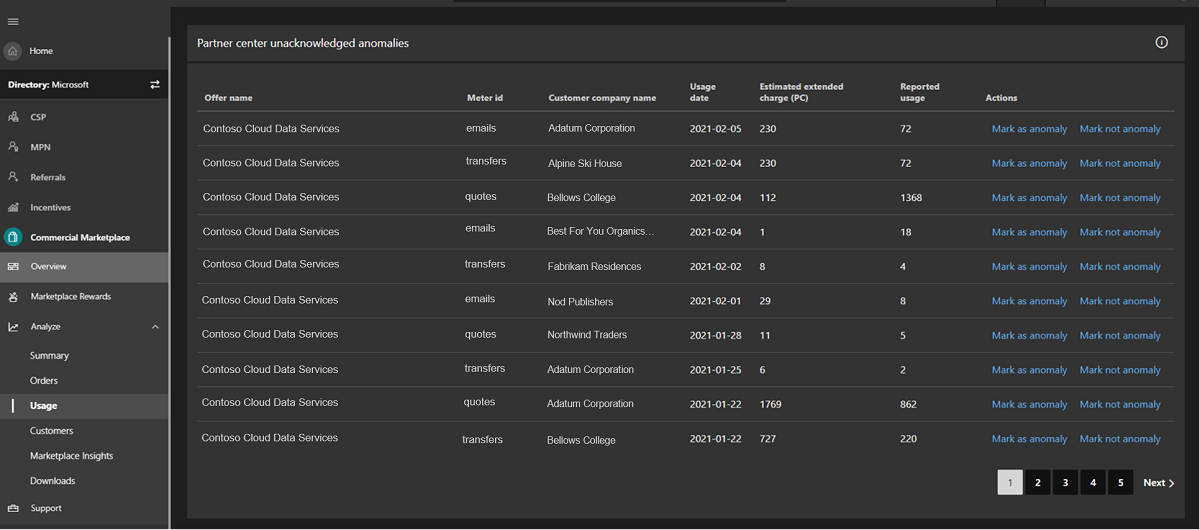 Home
Directory: Microsoft
CSP
MPN
Referrals
Incentives
Commercial Marketplace
Overview
Marketplace Rewards
Analyze
Summary
Orders
Usage
Customers
Marketplace Insights
Downloads
Support
Partner center unacknowledged anomalies
Offer name Meter id Customer company name Usage date Estimated extended charge (PC) Reported usage Actions
Contoso Cloud Data Services emails Adatum Corporation 2021-02-05 230 72 Mark as anomaly Mark not anomaly
Contoso Cloud Data Services transfers Alpine Ski House 2021-02-04 230 72 Mark as anomaly Mark not anomaly
Contoso Cloud Data Services quotes Bellows College 2021-02-04 112 1368 Mark as anomaly Mark not anomaly
Contoso Cloud Data Services emails Best For You Organics... 2021-02-04 1 18 Mark as anomaly Mark not anomaly
Contoso Cloud Data Services transfers Fabrikam Residences 2021-02-02 8 4 Mark as anomaly Mark not anomaly
Contoso Cloud Data Services emails Nod Publishers 2021-02-01 29 8 Mark as anomaly Mark not anomaly
Contoso Cloud Data Services quotes Northwind Traders 2021-01-28 11 5 Mark as anomaly Mark not anomaly
Contoso Cloud Data Services transfers Adatum Corporation 2021-01-25 6 2 Mark as anomaly Mark not anomaly
Contoso Cloud Data Services quotes Adatum Corporation 2021-01-22 1769 862 Mark as anomaly Mark not anomaly
Contoso Cloud Data Services transfers Bellows College 2021-01-22 727 220 Mark as anomaly Mark not anomaly
1 2 3 4 5 Next